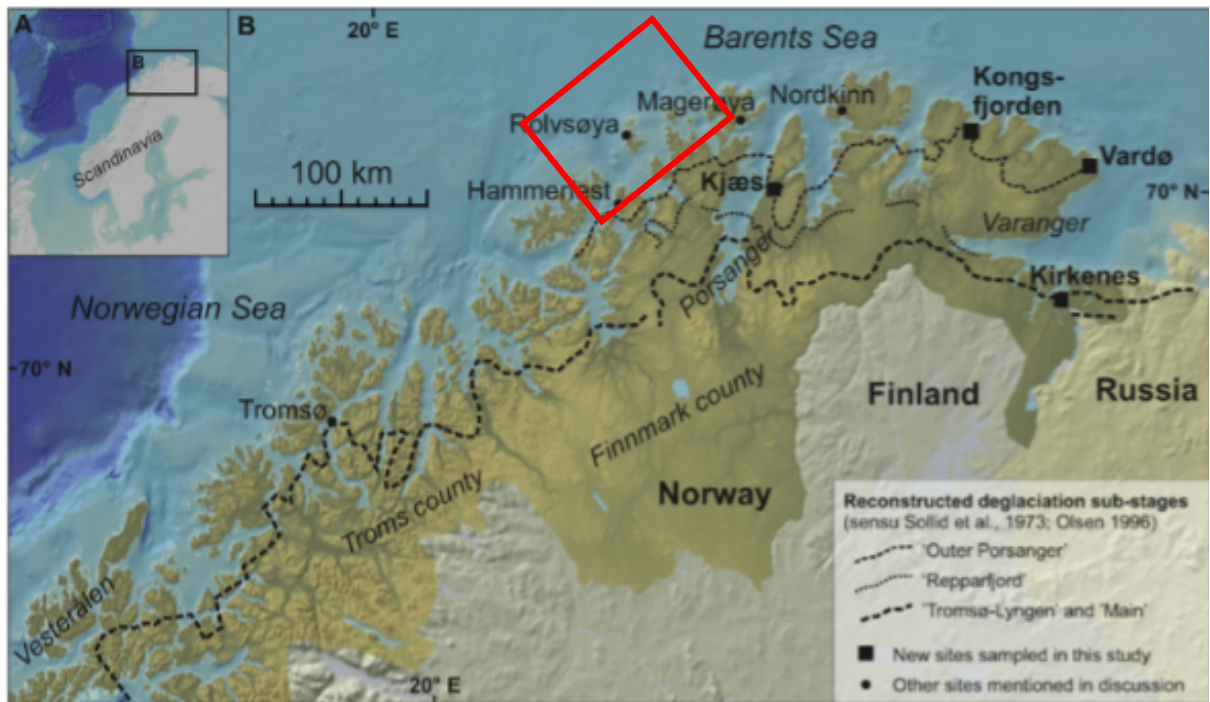 A
B
B
20° E
Barents Sea
Kongs-
fjorden
Magerøya
Nordkinn
Rolvsøya
Scandinavia
100 km
Vardø
Hammerfest
Kjæs
70° N
Varanger
Porsanger
Kirkenes
Norwegian Sea
70° N
Finland
Russia
Tromsø
Finnmark county
Norway
Troms county
Vesterålen
20° E
Reconstructed deglaciation sub-stages
(sensu Sollid et al., 1973; Olsen 1996)
'Outer Porsanger'
'Repparfjord'
'Tromsø-Lyngen' and 'Main'
New sites sampled in this study
Other sites mentioned in discussion